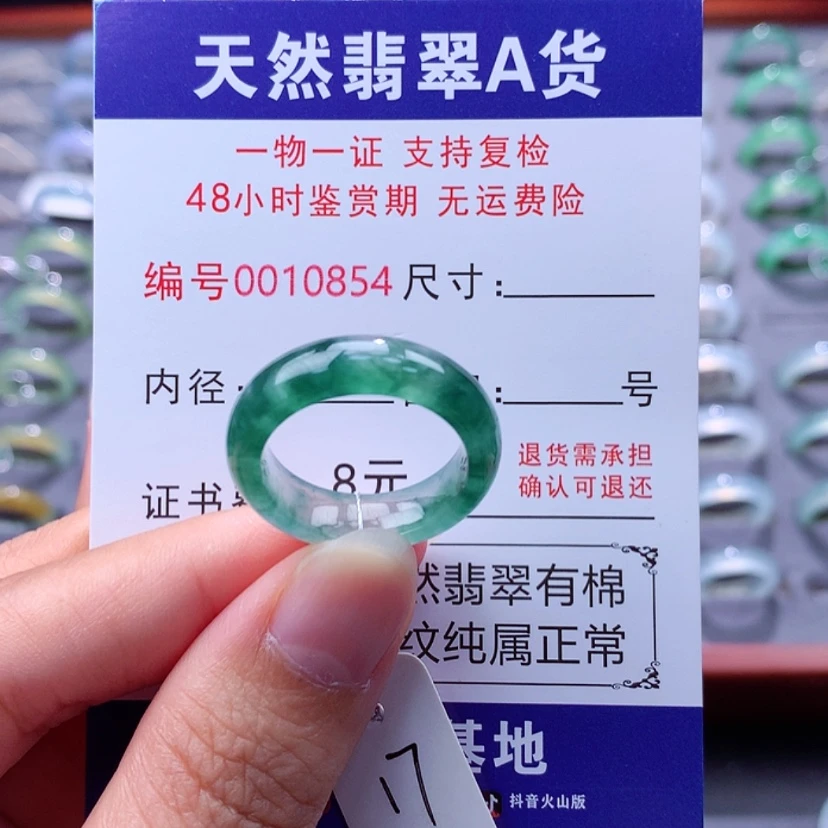 天然翡翠A货
一物一证 支持复检
48小时鉴赏期 无运费险
编号0010854 尺寸:
内径: :号
退货需承担
确认可退还
证书 8元
然翡翠有棉
纹纯属正常
基地
17
抖音火山版